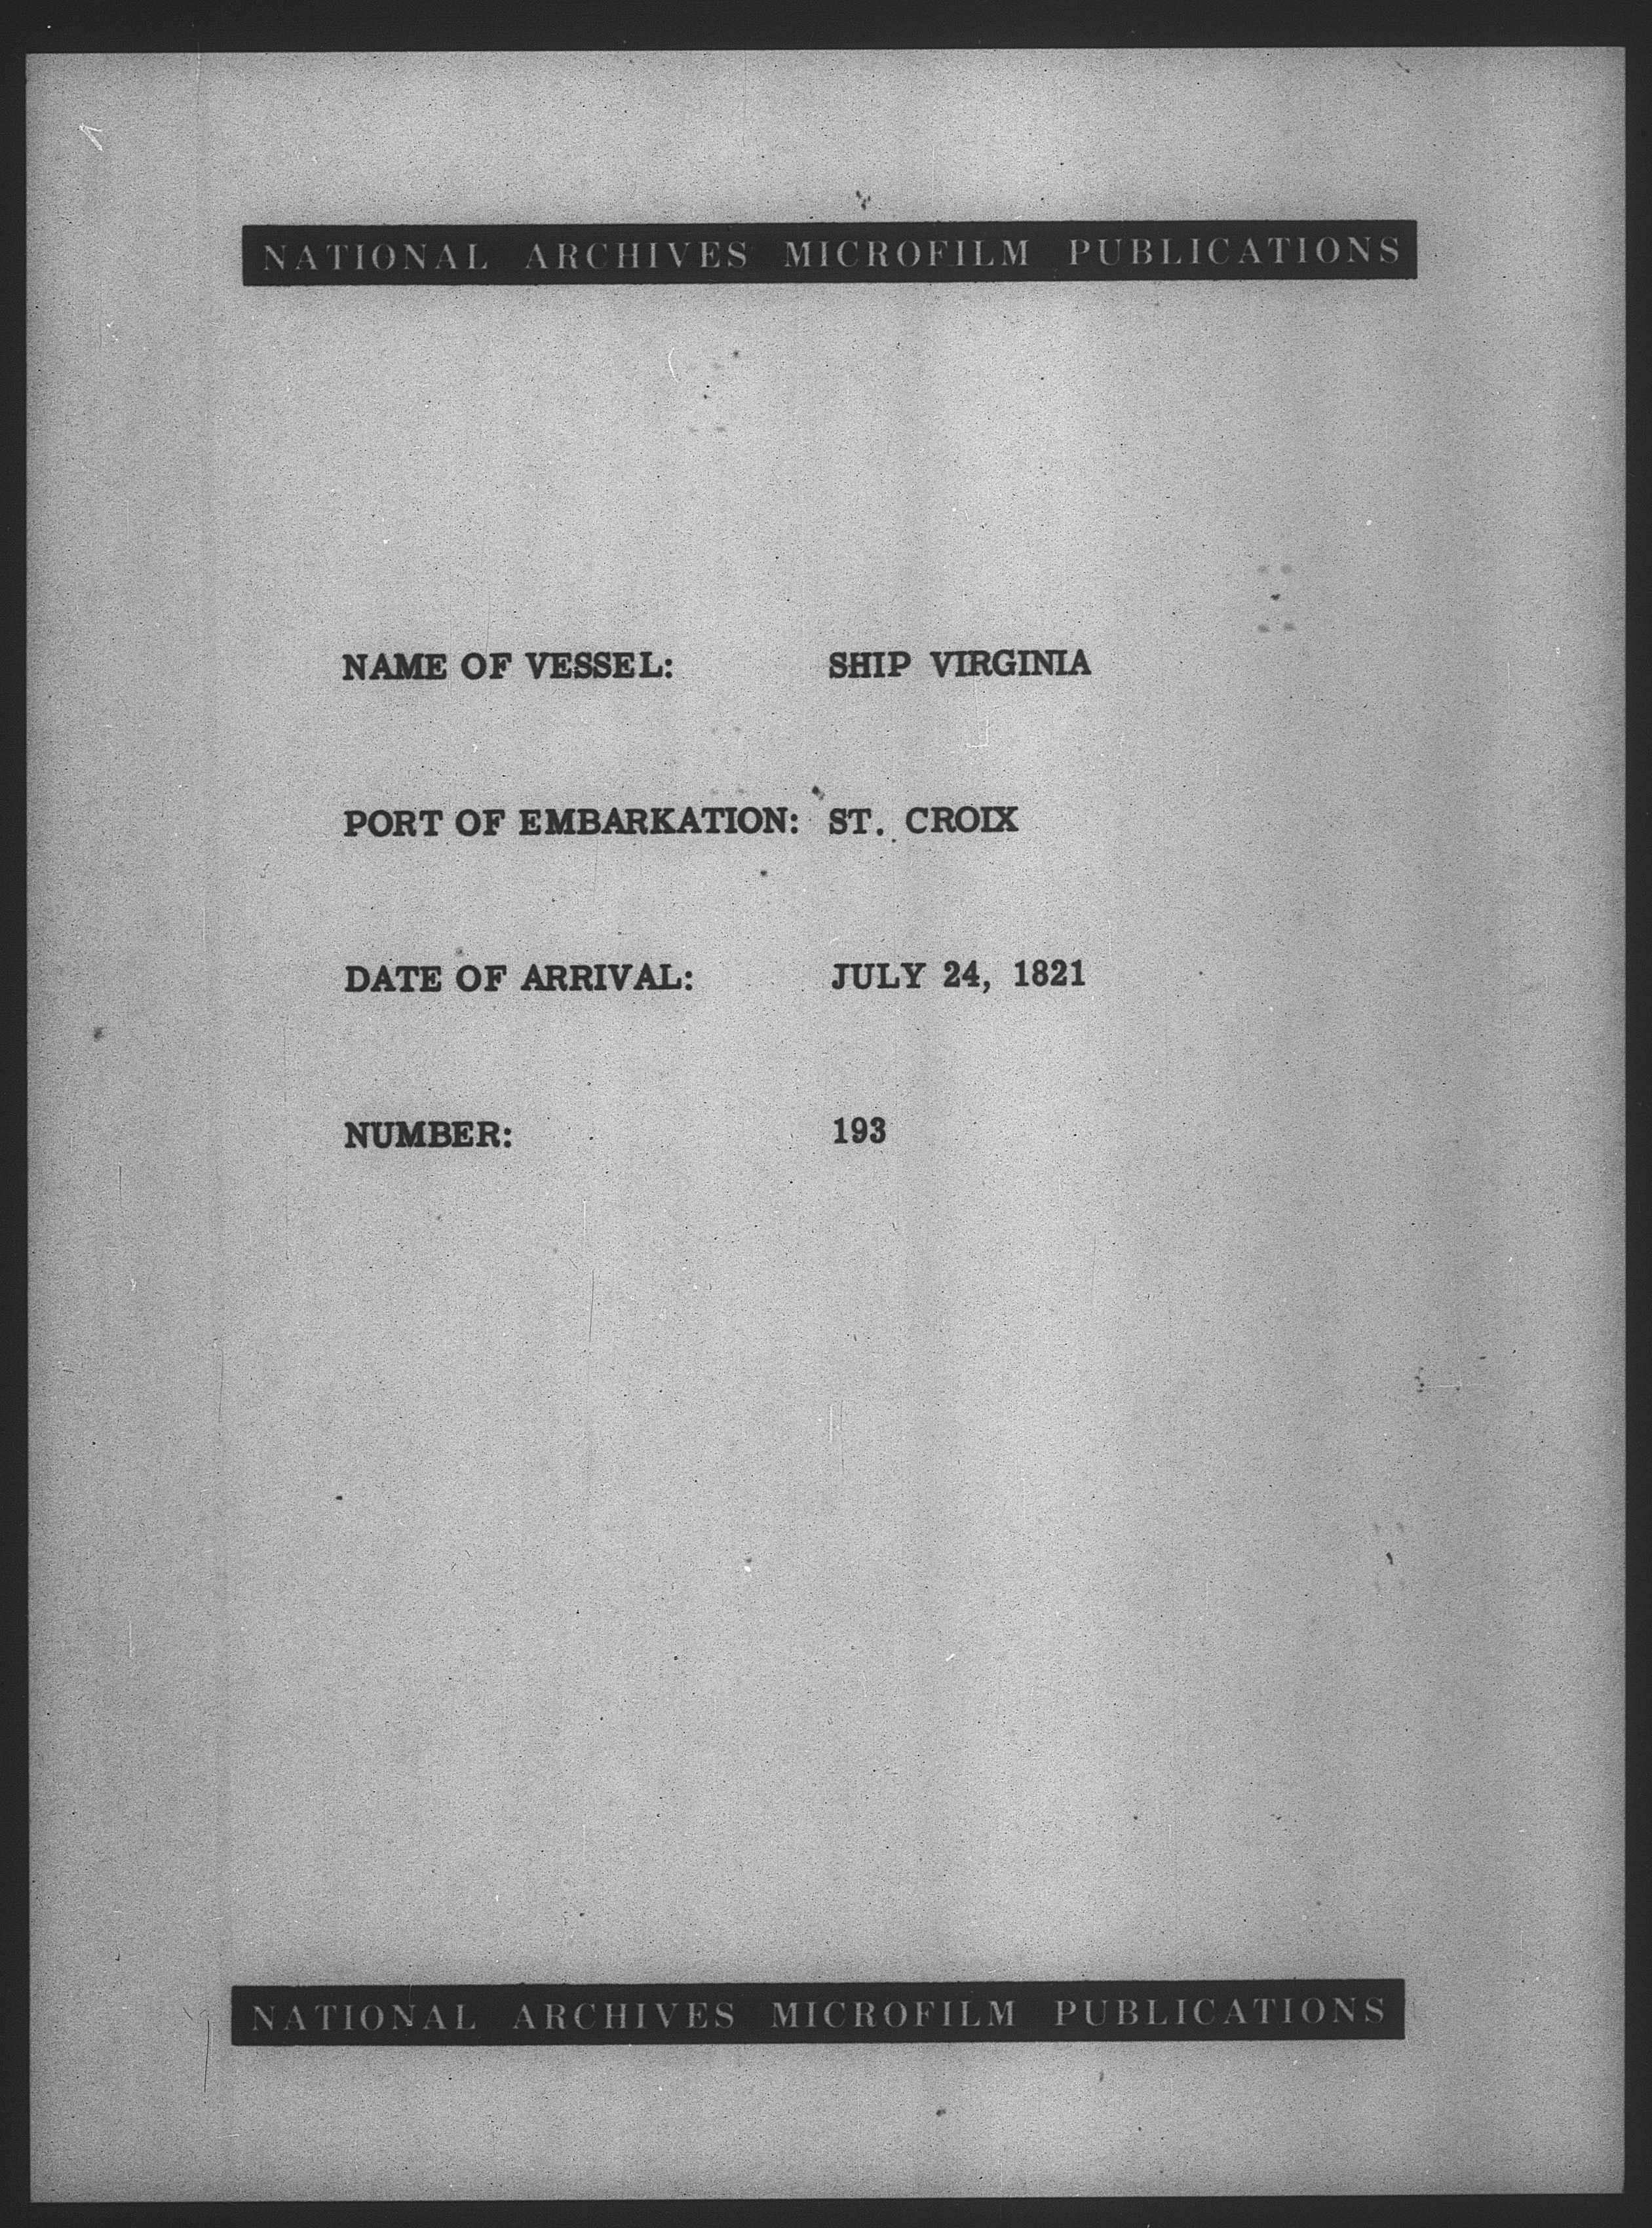 NATIONAL ARCHIVES MICROFILM PUBLICATIONS
NAME OF VESSEL: SHIP VIRGINIA
PORT OF EMBARKATION: ST. CROIX
DATE OF ARRIVAL: JULY 24, 1821
NUMBER: 193
NATIONAL ARCHIVES MICROFILM PUBLICATIONS